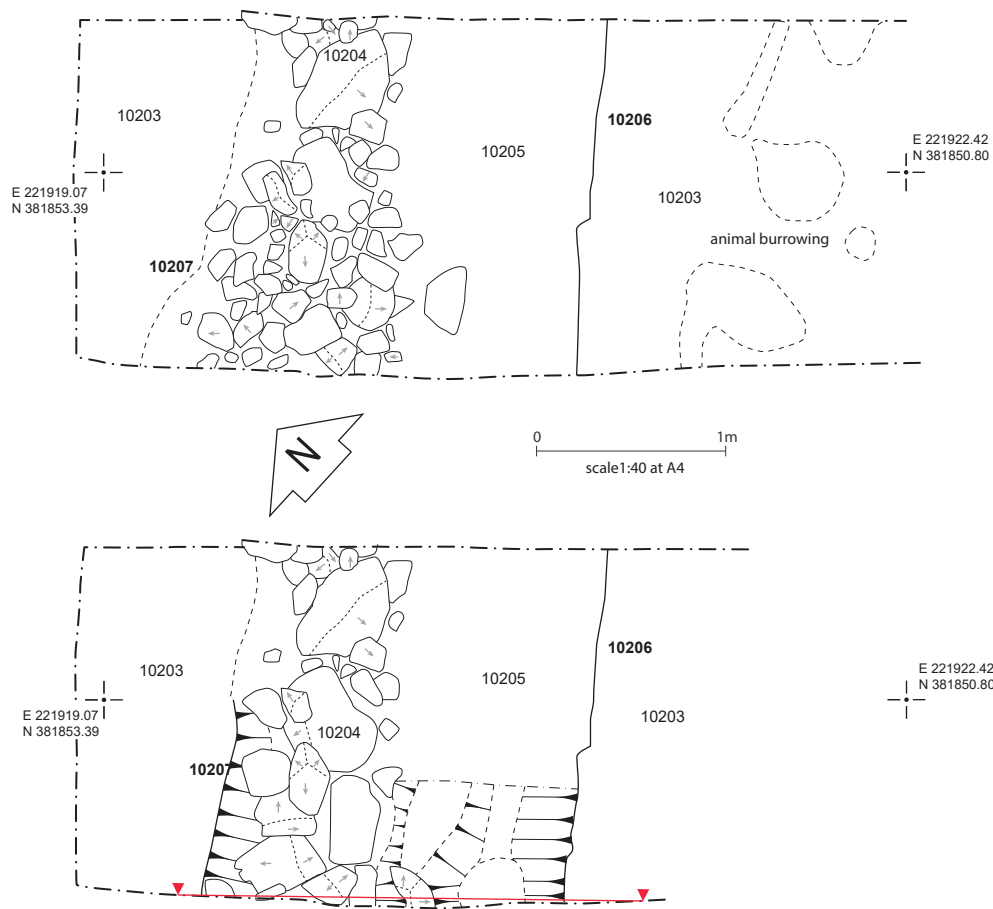 10204
10203
10206
10205
E 221922.42
N 381850.80
E 221919.07
N 381853.39
10203
animal burrowing
10207
N
0 1m
scale1:40 at A4
10206
10203
10205
E 221922.42
N 381850.80
E 221919.07
N 381853.39
10203
10204
10207